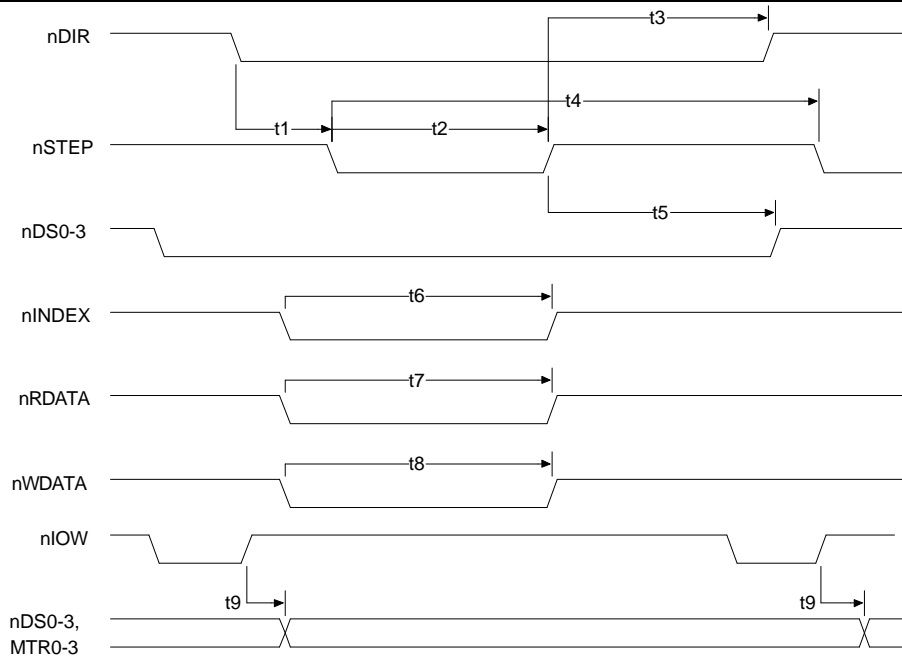 nDIR
t3
t4
t1
t2
nSTEP
t5
nDS0-3
t6
nINDEX
t7
nRDATA
t8
nWDATA
nIOW
t9
t9
nDS0-3,
MTR0-3